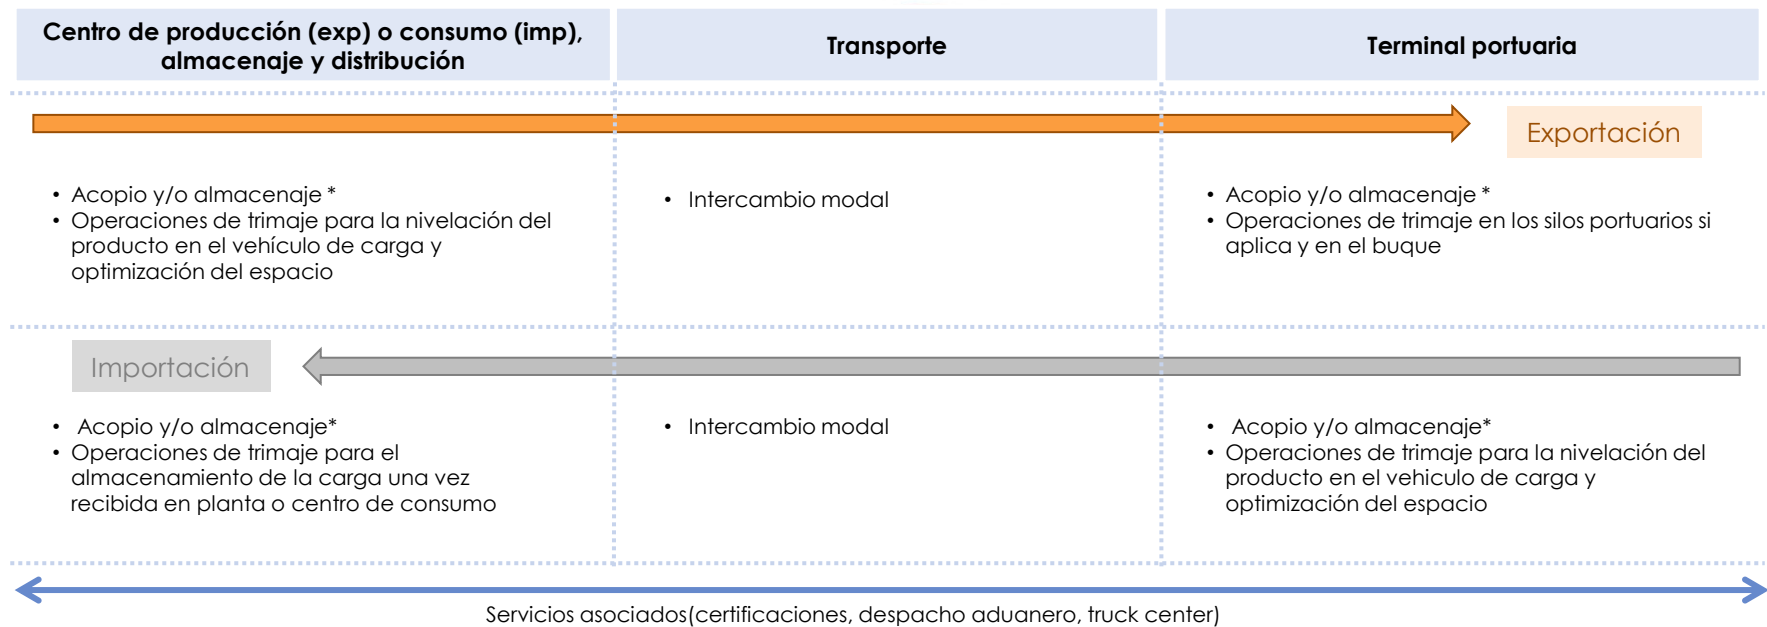 Centro de producción (exp) o consumo (imp),
almacenaje y distribución
Transporte
Terminal portuaria
Exportación
• Acopio y/o almacenaje *
• Operaciones de trimaje para la nivelación del
producto en el vehículo de carga y
optimización del espacio
• Intercambio modal
• Acopio y/o almacenaje *
• Operaciones de trimaje en los silos portuarios si
aplica y en el buque
Importación
• Acopio y/o almacenaje*
• Operaciones de trimaje para el
almacenamiento de la carga una vez
recibida en planta o centro de consumo
• Intercambio modal
• Acopio y/o almacenaje*
• Operaciones de trimaje para la nivelación del
producto en el vehiculo de carga y
optimización del espacio
Servicios asociados(certificaciones, despacho aduanero, truck center)